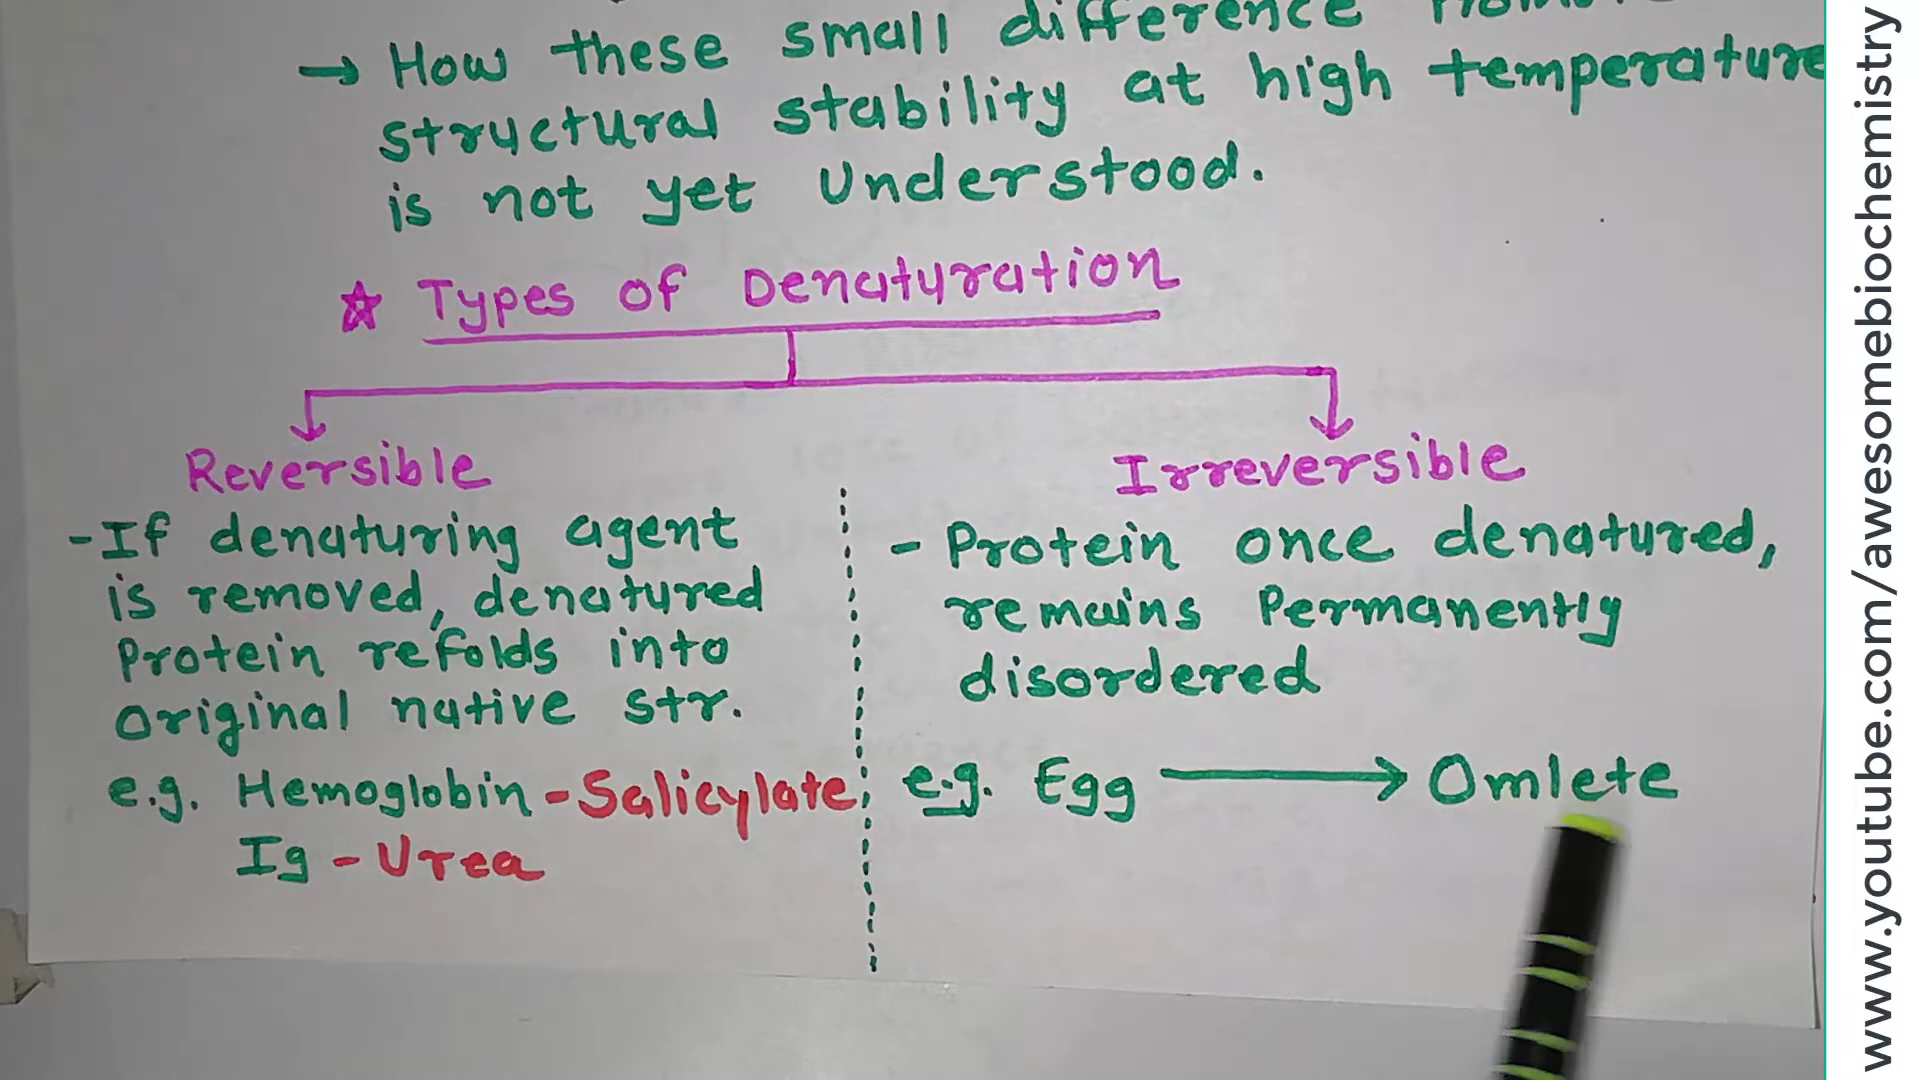 → How these small difference
structural stability at high temperature
is not yet Understood.
☆ Types of Denaturation
Reversible
- If denaturing agent
is removed, denatured
Protein refolds into
Original native str.
e.g. Hemoglobin - Salicylate
Ig - Urea
Irreversible
- Protein once denatured,
remains Permanently
disordered
e.g. Egg → Omlete
www.youtunbe.com/awesomebiochemistry